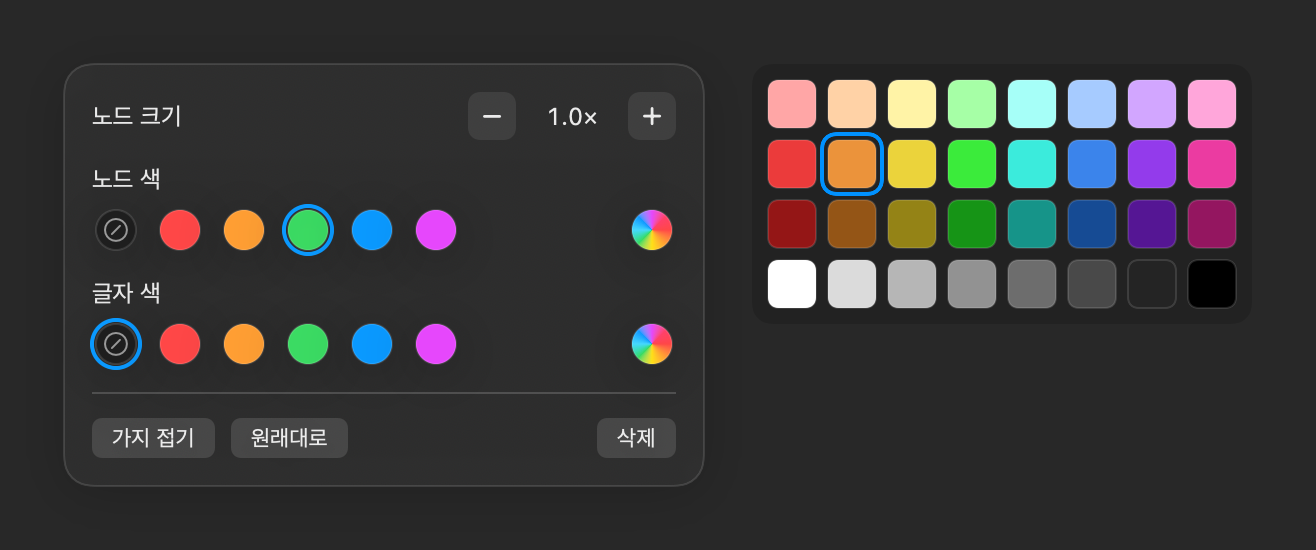 노드 크기 − 1.0× +
노드 색
글자 색
가지 접기 원래대로 삭제